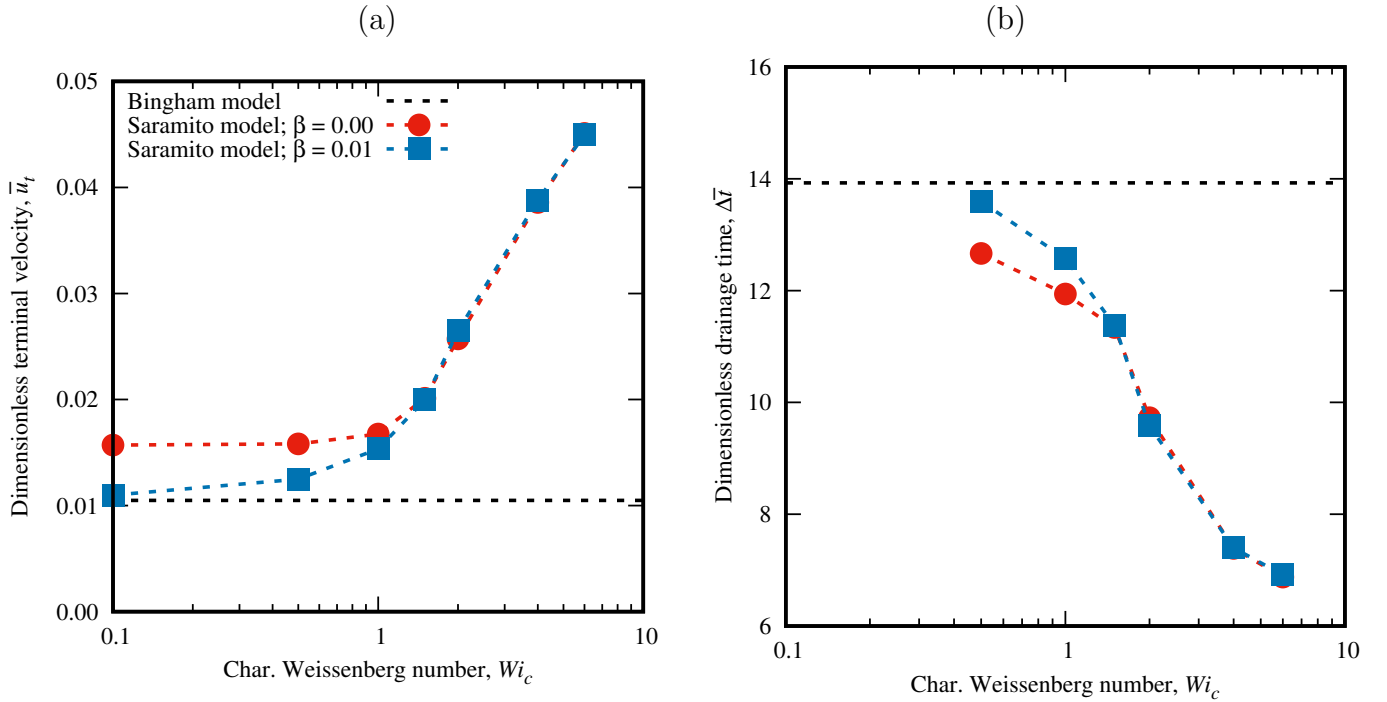 (a)
Dimensionless terminal velocity, u̅_t
0.05
0.04
0.03
0.02
0.01
0.00
Bingham model
Saramito model; β = 0.00
Saramito model; β = 0.01
0.1
1
10
Char. Weissenberg number, Wi_c
(b)
Dimensionless drainage time, Δt̅
16
14
12
10
8
6
0.1
1
10
Char. Weissenberg number, Wi_c